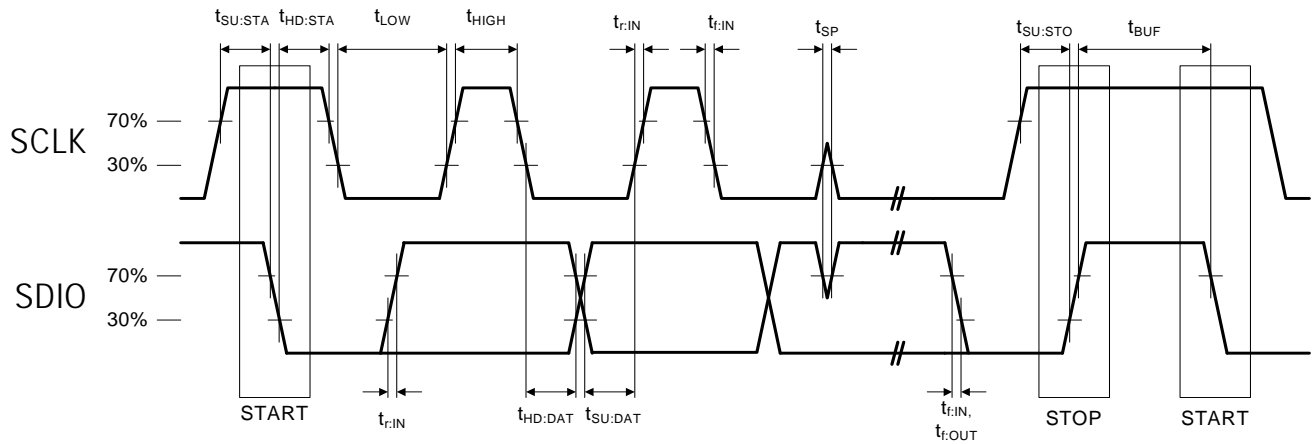 tSU:STA tHD:STA tLOW tHIGH tr:IN tf:IN tSP tSU:STO tBUF
SCLK
70%
30%
SDIO
70%
30%
START
tr:IN
tHD:DAT tSU:DAT
tf:IN,
tf:OUT
STOP
START